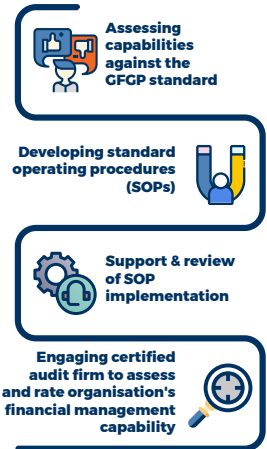 Assessing
capabilities
against the
GFGP standard
Developing standard
operating procedures
(SOPs)
Support & review
of SOP
implementation
Engaging certified
audit firm to assess
and rate organisation's
financial management
capability